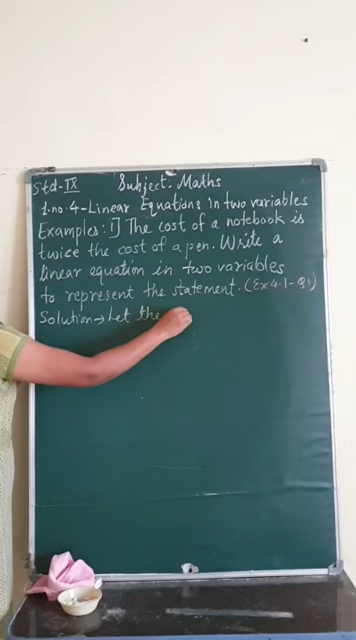 Std-IX Subject: Maths
L.no.4-Linear Equations in two variables
Examples: 1] The cost of a notebook is
twice the cost of a pen. Write a
linear equation in two variables
to represent the statement. (Ex 4.1-Q1)
Solution→ Let the